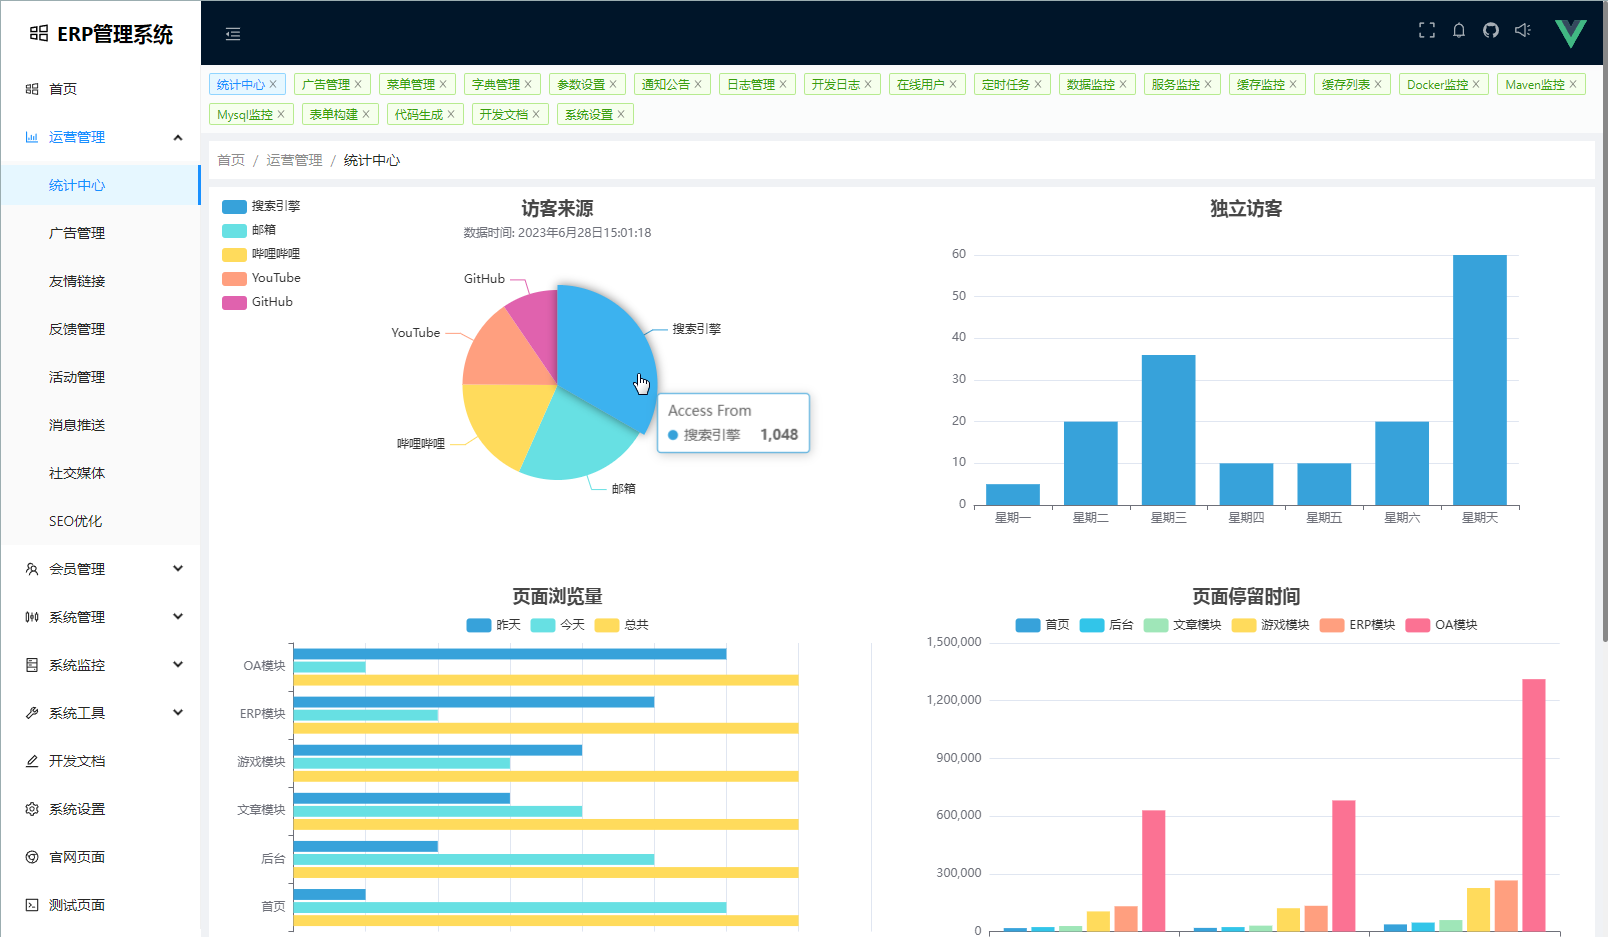 ERP管理系统
首页
运营管理
统计中心
广告管理
友情链接
反馈管理
活动管理
消息推送
社交媒体
SEO优化
会员管理
系统管理
系统监控
系统工具
开发文档
系统设置
官网页面
测试页面
统计中心 广告管理 菜单管理 字典管理 参数设置 通知公告 日志管理 开发日志 在线用户 定时任务 数据监控 服务监控 缓存监控 缓存列表 Docker监控 Maven监控
Mysql监控 表单构建 代码生成 开发文档 系统设置
首页 / 运营管理 / 统计中心
访客来源
数据时间: 2023年6月28日15:01:18
搜索引擎
邮箱
哔哩哔哩
YouTube
GitHub
GitHub
YouTube
搜索引擎
哔哩哔哩
邮箱
Access From
搜索引擎 1,048
独立访客
60
50
40
30
20
10
0
星期一 星期二 星期三 星期四 星期五 星期六 星期天
页面浏览量
昨天 今天 总共
OA模块
ERP模块
游戏模块
文章模块
后台
首页
页面停留时间
首页 后台 文章模块 游戏模块 ERP模块 OA模块
1,500,000
1,200,000
900,000
600,000
300,000
0